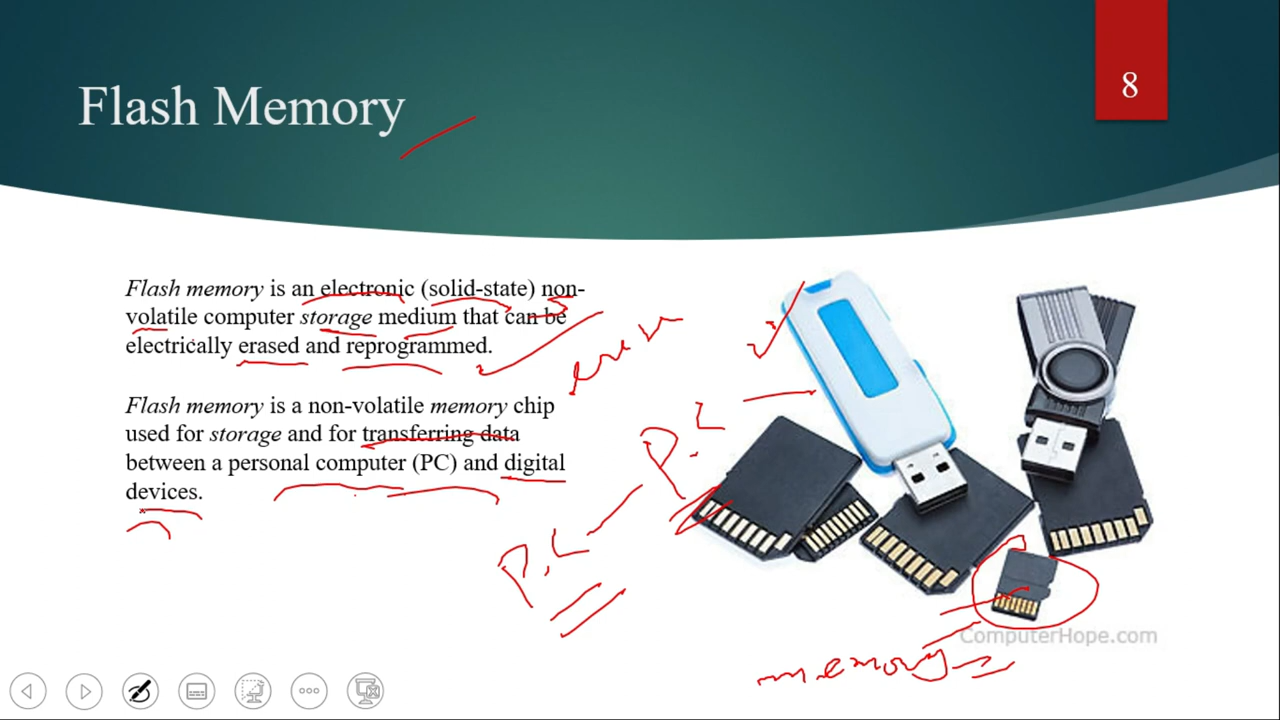 8
Flash Memory
Flash memory is an electronic (solid-state) non-
volatile computer storage medium that can be
electrically erased and reprogrammed.
Flash memory is a non-volatile memory chip
used for storage and for transferring data
between a personal computer (PC) and digital
devices.
P.C
P.C
memory
ComputerHope.com